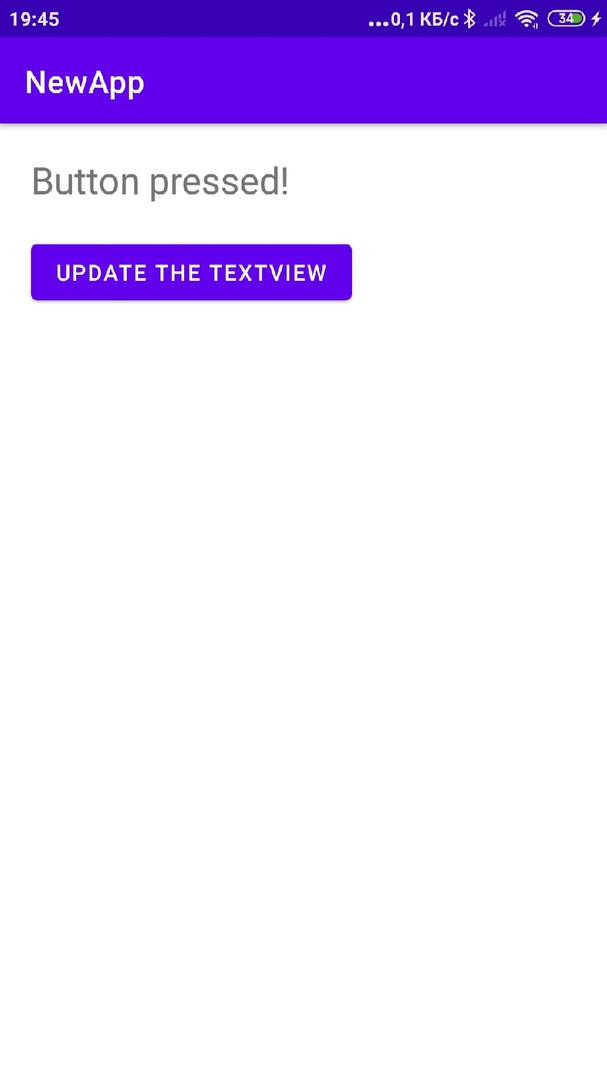 19:45 ...0,1 КБ/с 34
NewApp
Button pressed!
UPDATE THE TEXTVIEW